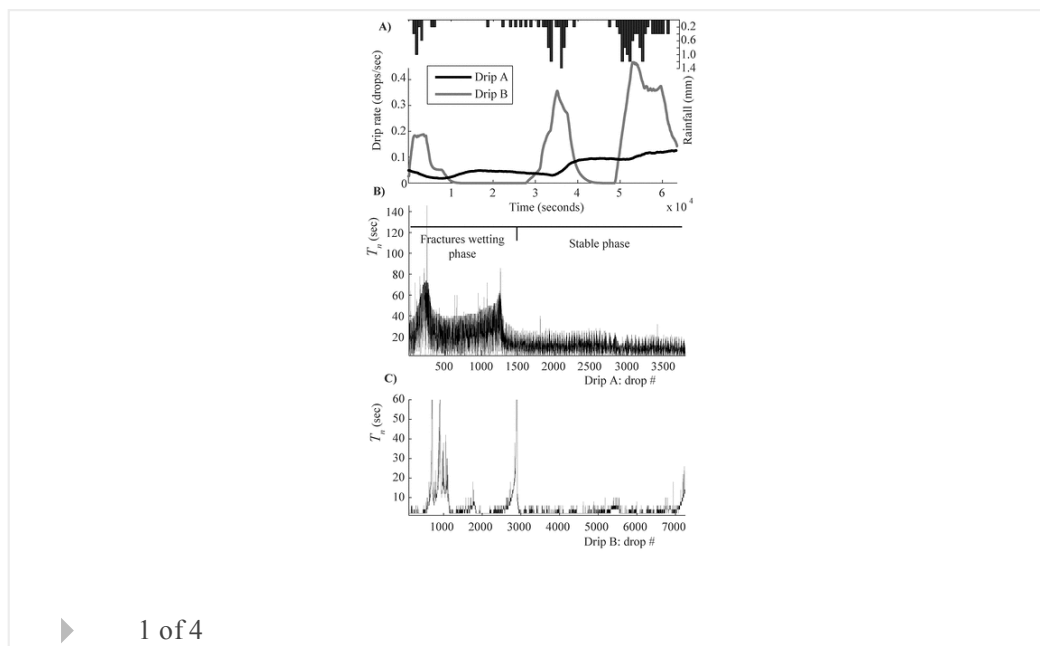 A)
0.2
0.6
1.0
1.4
Rainfall (mm)
Drip rate (drops/sec)
0.4
0.3
0.2
0.1
0
Drip A
Drip B
1 2 3 4 5 6
Time (seconds)
x 10 4
B)
Tn (sec)
140
120
100
80
60
40
20
Fractures wetting
phase
Stable phase
500 1000 1500 2000 2500 3000 3500
Drip A: drop #
C)
Tn (sec)
60
50
40
30
20
10
1000 2000 3000 4000 5000 6000 7000
Drip B: drop #
1 of 4